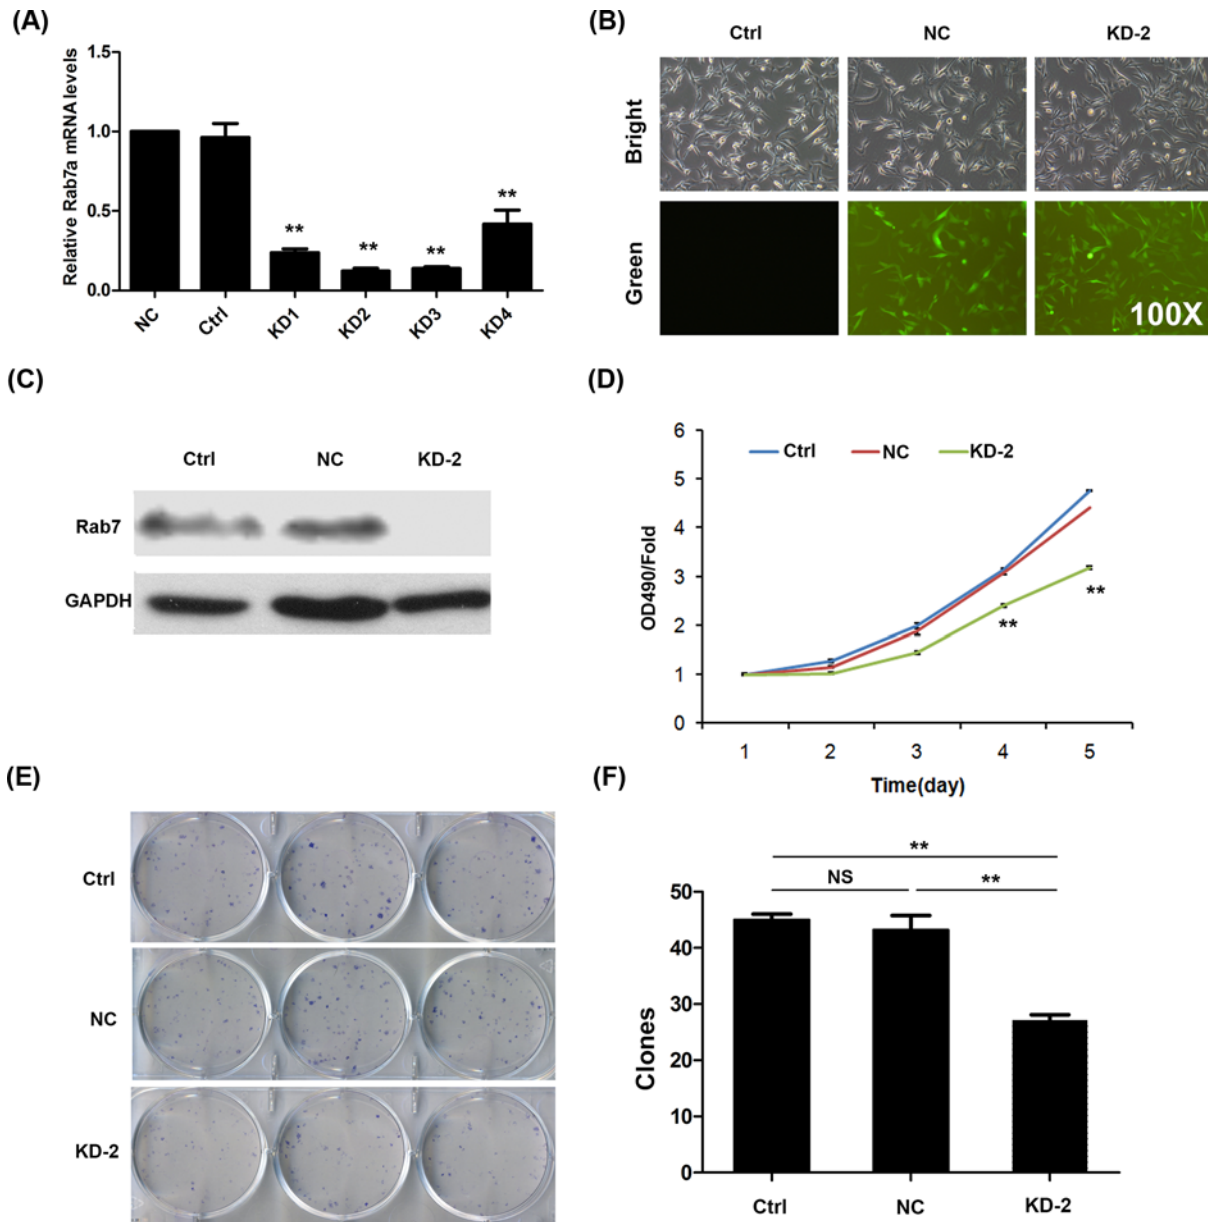 (A)
Relative Rab7a mRNA levels
1.5
1.0
0.5
0.0
**
**
**
**
NC
Ctrl
KD1
KD2
KD3
KD4
(B)
Ctrl
NC
KD-2
Bright
Green
100X
(C)
Ctrl
NC
KD-2
Rab7
GAPDH
(D)
Ctrl
NC
KD-2
OD490/Fold
6
5
4
3
2
1
0
**
**
1
2
3
4
5
Time(day)
(E)
Ctrl
NC
KD-2
(F)
**
NS
**
Clones
50
40
30
20
10
0
Ctrl
NC
KD-2